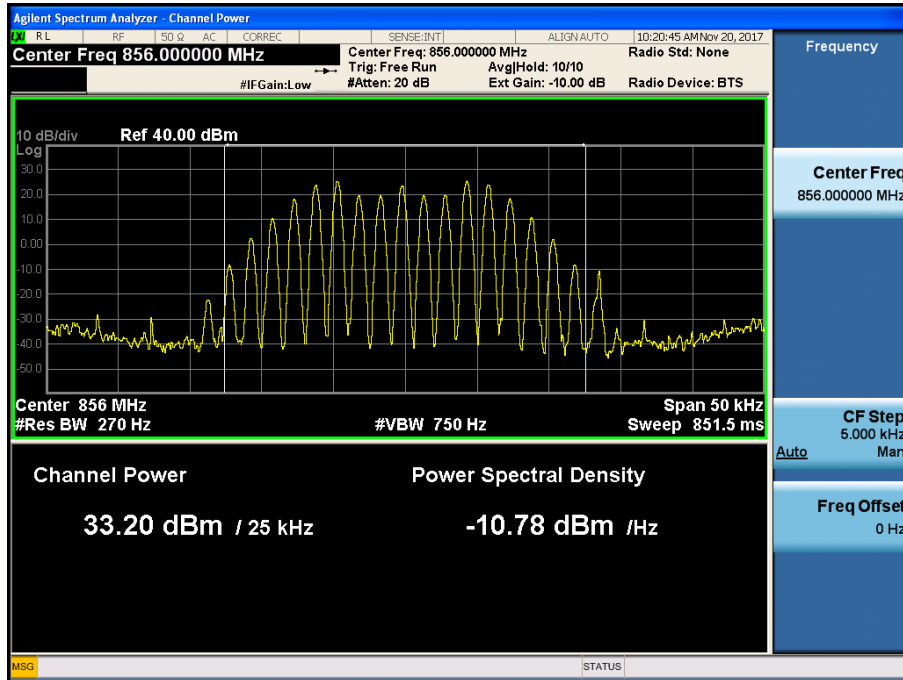 Agilent Spectrum Analyzer - Channel Power
LXI RL RF 50 Ω AC CORREC SENSE:INT ALIGN AUTO 10:20:45 AM Nov 20, 2017
Center Freq 856.000000 MHz
Center Freq: 856.000000 MHz
Radio Std: None
Trig: Free Run Avg|Hold: 10/10
#IFGain:Low #Atten: 20 dB Ext Gain: -10.00 dB Radio Device: BTS
10 dB/div Ref 40.00 dBm
Log
30.0
20.0
10.0
0.00
-10.0
-20.0
-30.0
-40.0
-50.0
Center 856 MHz Span 50 kHz
#Res BW 270 Hz #VBW 750 Hz Sweep 851.5 ms
Channel Power
Power Spectral Density
33.20 dBm / 25 kHz
-10.78 dBm /Hz
Frequency
Center Freq
856.000000 MHz
CF Step
5.000 kHz
Auto Man
Freq Offset
0 Hz
MSG STATUS